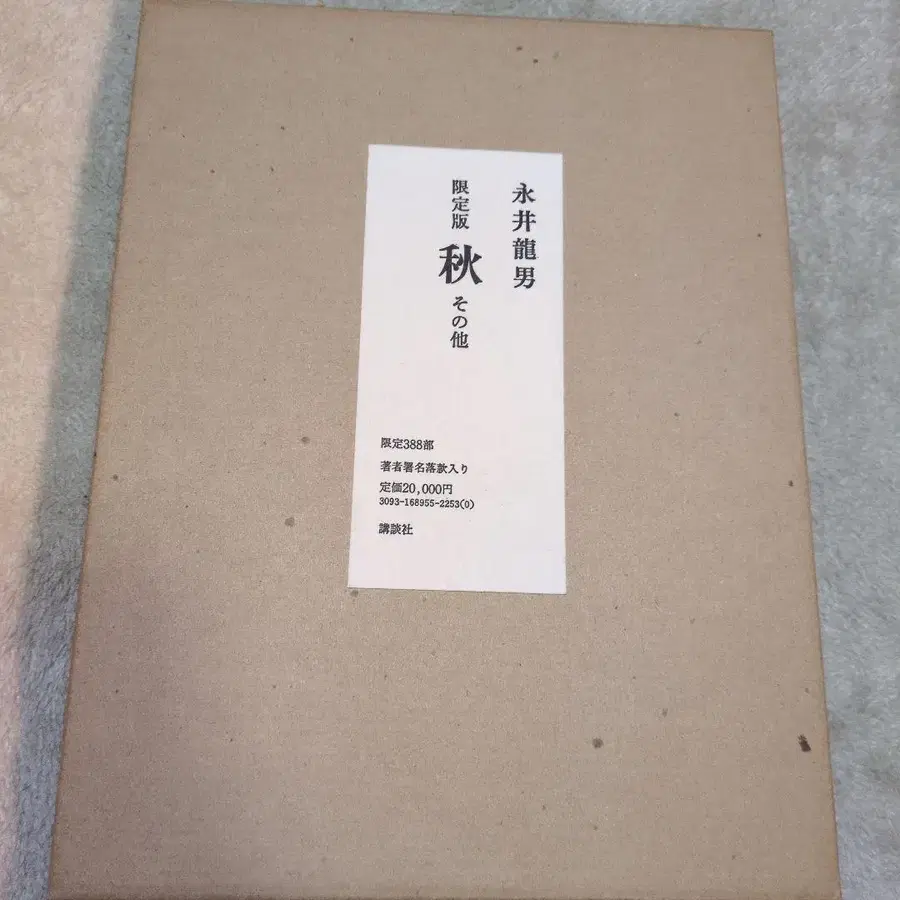 永井龍男
限定版 秋 その他
限定388部
著者署名落款入り
定価20,000円
3093-168955-2253(0)
講談社